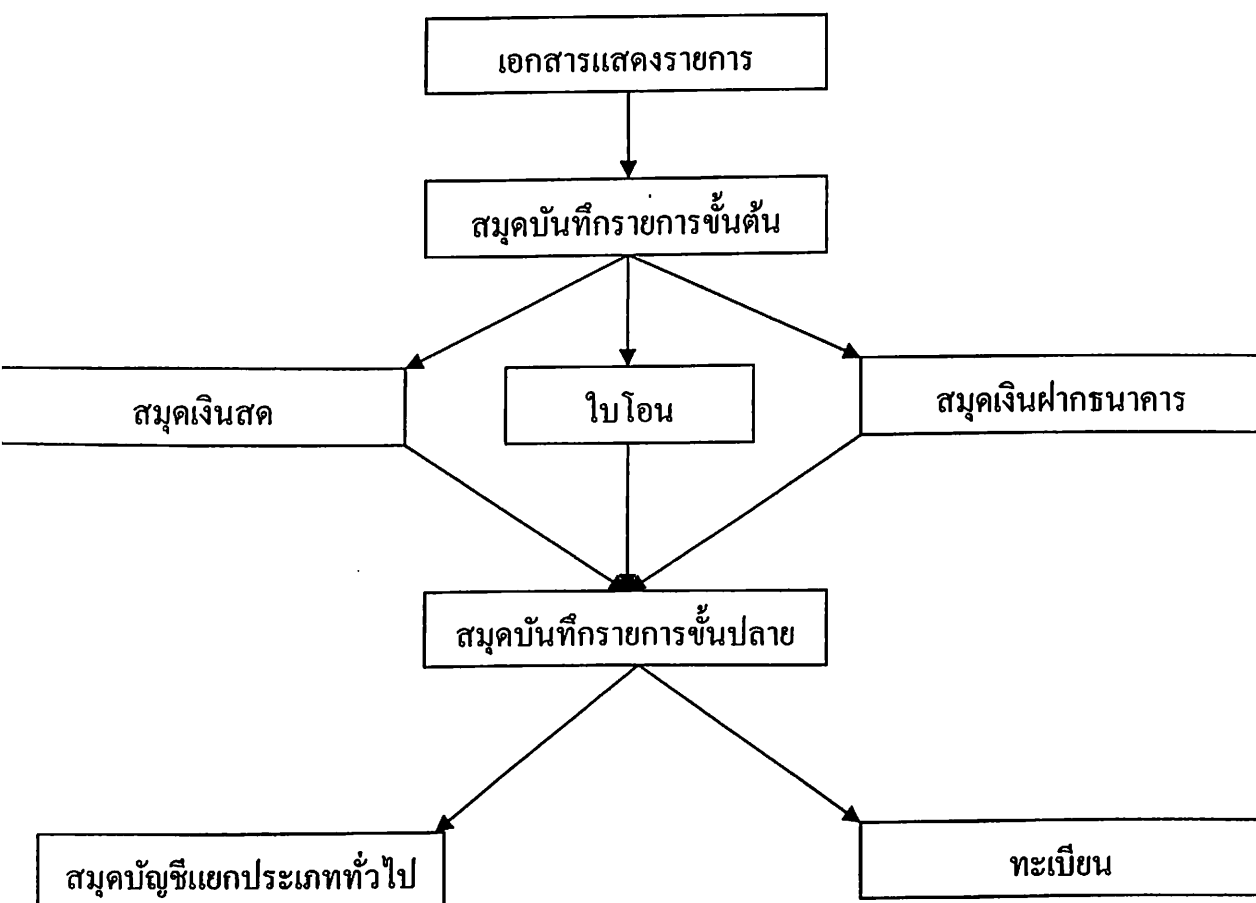 เอกสารแสดงรายการ
สมุดบันทึกรายการขั้นต้น
สมุดเงินสด
ใบโอน
สมุดเงินฝากธนาคาร
สมุดบันทึกรายการขั้นปลาย
สมุดบัญชีแยกประเภททั่วไป
ทะเบียน